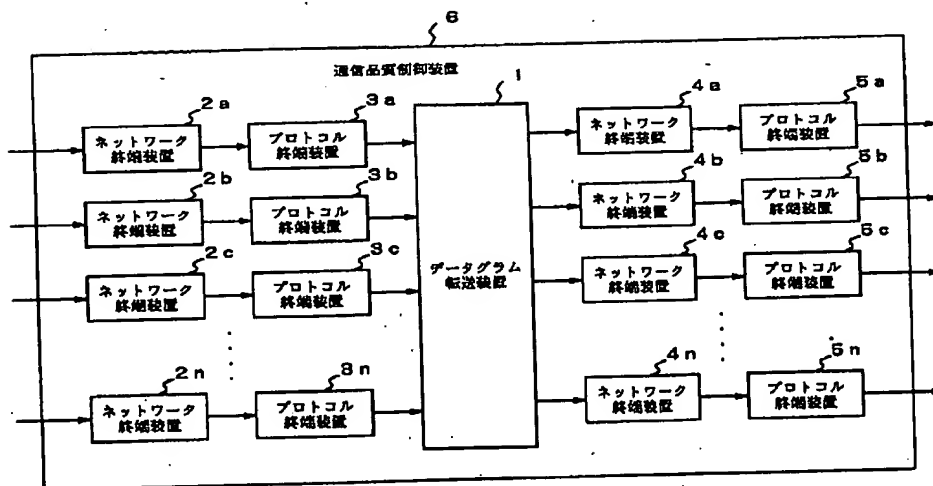 6
通信品質制御装置
1
2a
ネットワーク
終端装置
3a
プロトコル
終端装置
4a
ネットワーク
終端装置
5a
プロトコル
終端装置
2b
ネットワーク
終端装置
3b
プロトコル
終端装置
4b
ネットワーク
終端装置
5b
プロトコル
終端装置
2c
ネットワーク
終端装置
3c
プロトコル
終端装置
データグラム
転送装置
4c
ネットワーク
終端装置
5c
プロトコル
終端装置
2n
ネットワーク
終端装置
3n
プロトコル
終端装置
4n
ネットワーク
終端装置
5n
プロトコル
終端装置